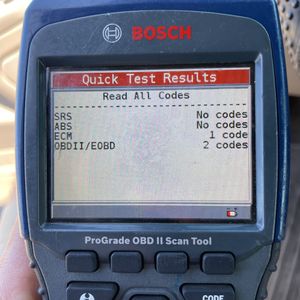 BOSCH
Quick Test Results
Read All Codes
SRS No codes
ABS No codes
ECM 1 code
OBDII/EOBD 2 codes
ProGrade OBD II Scan Tool
CODE